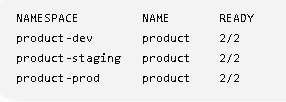 NAMESPACE NAME READY
product-dev product 2/2
product-staging product 2/2
product-prod product 2/2